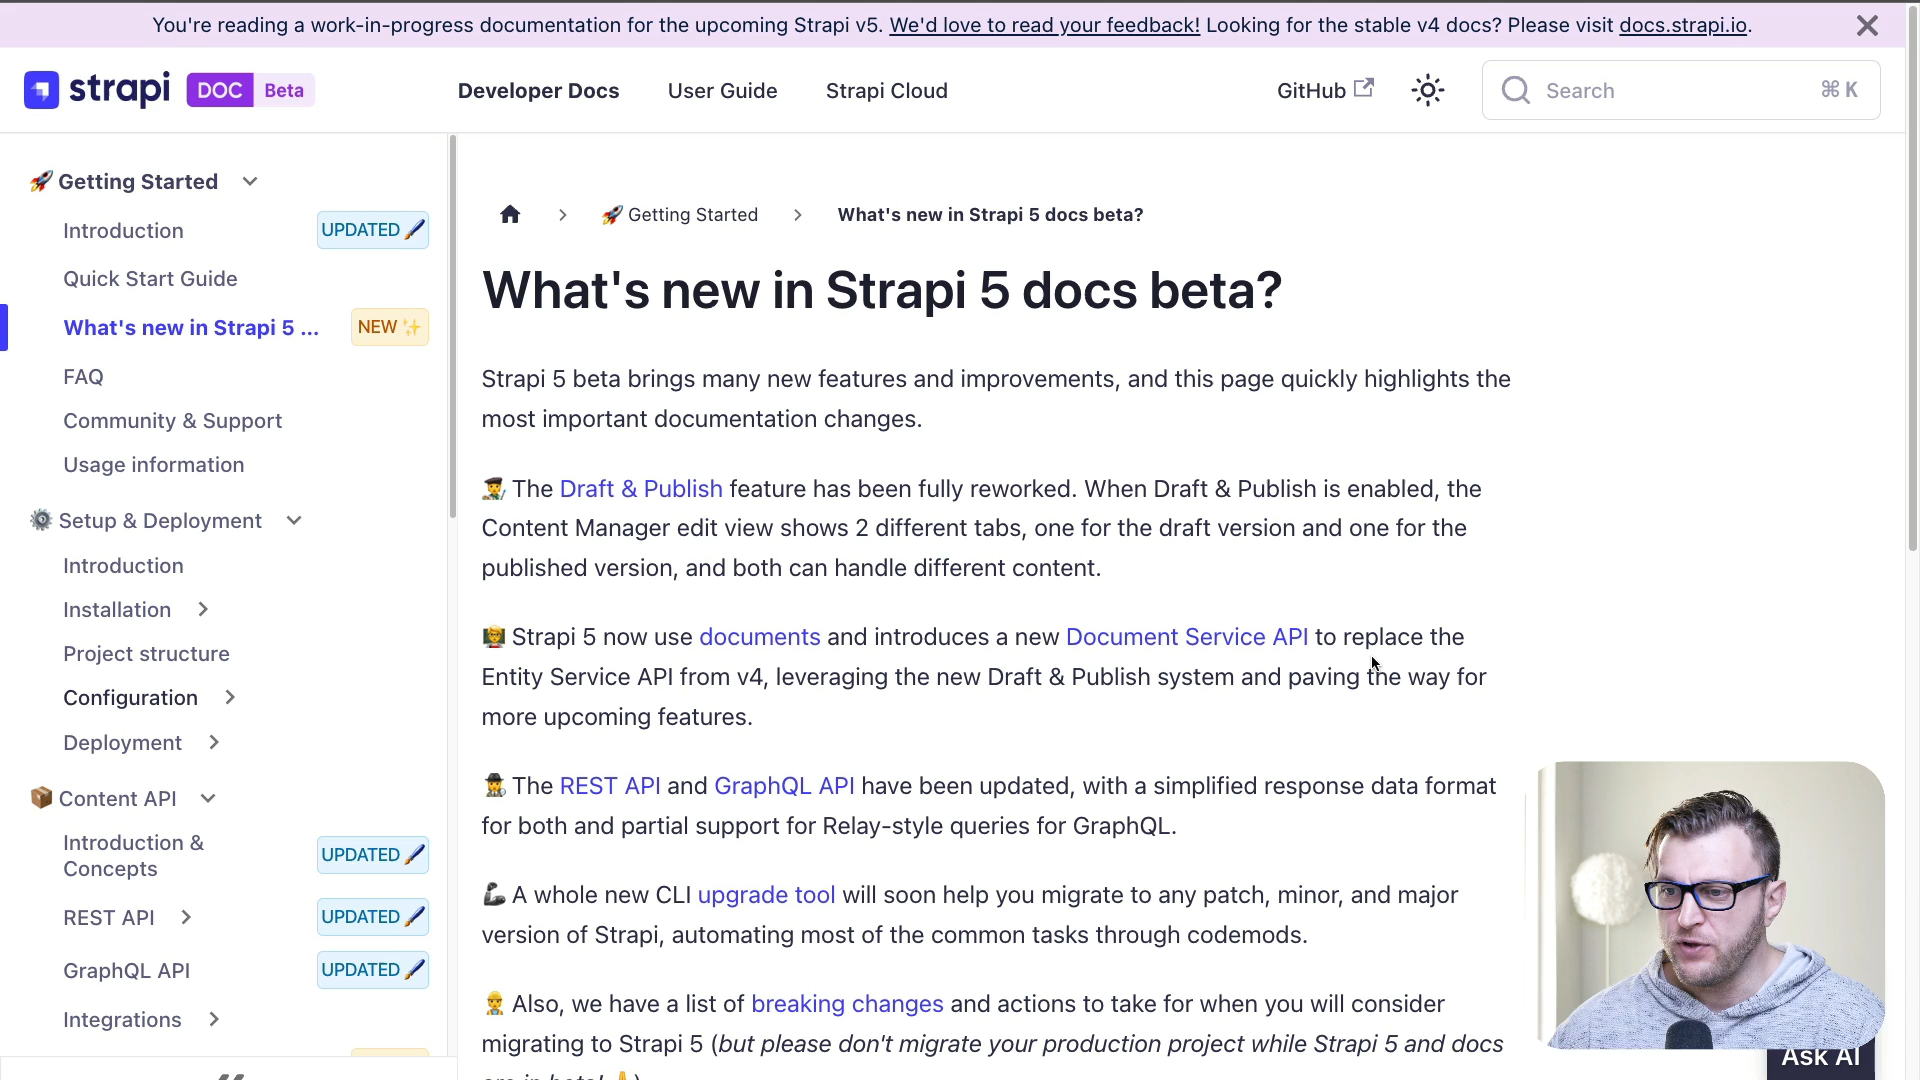 You're reading a work-in-progress documentation for the upcoming Strapi v5. We'd love to read your feedback! Looking for the stable v4 docs? Please visit docs.strapi.io.
strapi DOC Beta
Developer Docs
User Guide
Strapi Cloud
GitHub
Search
⌘ K
🚀 Getting Started
Introduction
UPDATED 🖌️
Quick Start Guide
What's new in Strapi 5 ...
NEW ✨
FAQ
Community & Support
Usage information
⚙️ Setup & Deployment
Introduction
Installation
Project structure
Configuration
Deployment
📦 Content API
Introduction &
Concepts
UPDATED 🖌️
REST API
UPDATED 🖌️
GraphQL API
UPDATED 🖌️
Integrations
🚀 Getting Started
What's new in Strapi 5 docs beta?
What's new in Strapi 5 docs beta?
Strapi 5 beta brings many new features and improvements, and this page quickly highlights the
most important documentation changes.
The Draft & Publish feature has been fully reworked. When Draft & Publish is enabled, the
Content Manager edit view shows 2 different tabs, one for the draft version and one for the
published version, and both can handle different content.
Strapi 5 now use documents and introduces a new Document Service API to replace the
Entity Service API from v4, leveraging the new Draft & Publish system and paving the way for
more upcoming features.
The REST API and GraphQL API have been updated, with a simplified response data format
for both and partial support for Relay-style queries for GraphQL.
A whole new CLI upgrade tool will soon help you migrate to any patch, minor, and major
version of Strapi, automating most of the common tasks through codemods.
Also, we have a list of breaking changes and actions to take for when you will consider
migrating to Strapi 5 (but please don't migrate your production project while Strapi 5 and docs
Ask AI